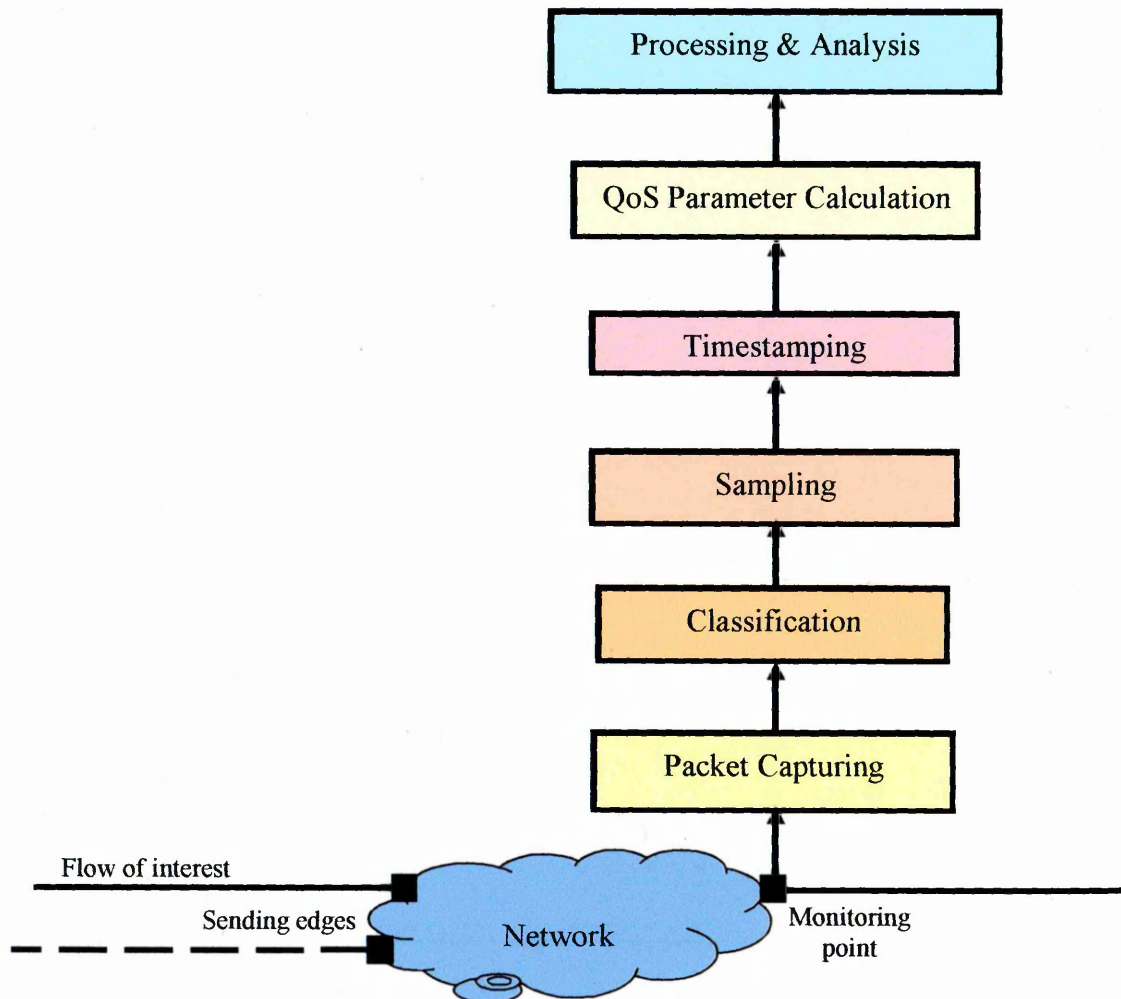 Processing & Analysis
QoS Parameter Calculation
Timestamping
Sampling
Classification
Packet Capturing
Flow of interest
Sending edges
Network
Monitoring
point